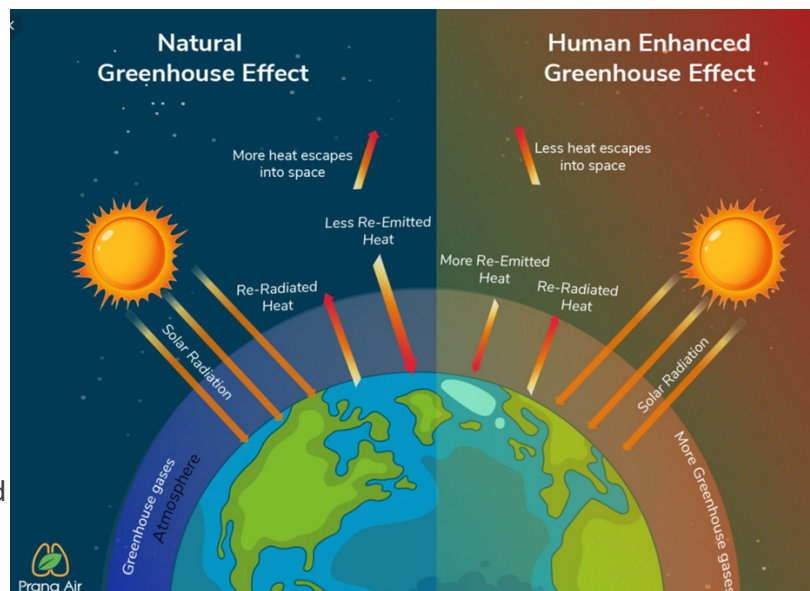 Natural
Greenhouse Effect
Human Enhanced
Greenhouse Effect
More heat escapes
into space
Less heat escapes
into space
Less Re-Emitted
Heat
More Re-Emitted
Heat
Re-Radiated
Heat
Re-Radiated
Heat
Solar Radiation
Solar Radiation
Greenhouse gases
Atmosphere
More Greenhouse gases
Prana Air